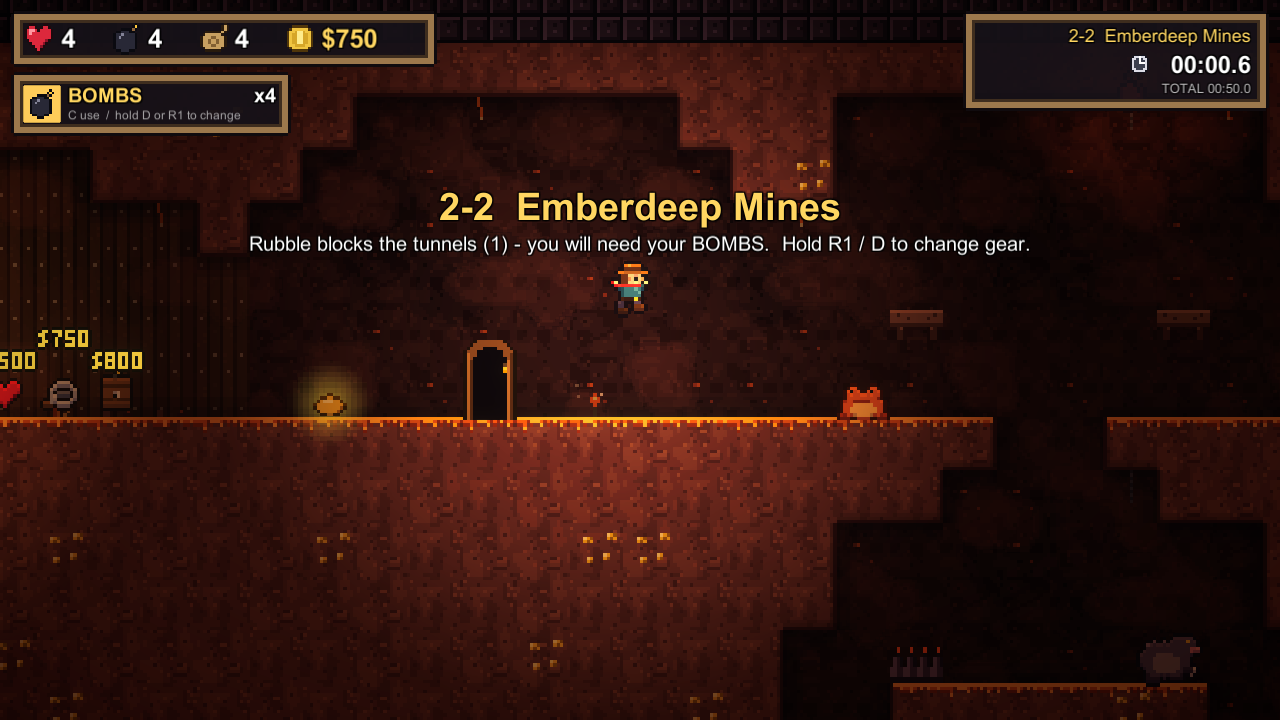 4 4 4 $750
BOMBS x4
C use / hold D or R1 to change
2-2 Emberdeep Mines
00:00.6
TOTAL 00:50.0
2-2 Emberdeep Mines
Rubble blocks the tunnels (1) - you will need your BOMBS. Hold R1 / D to change gear.
$750
500 $800